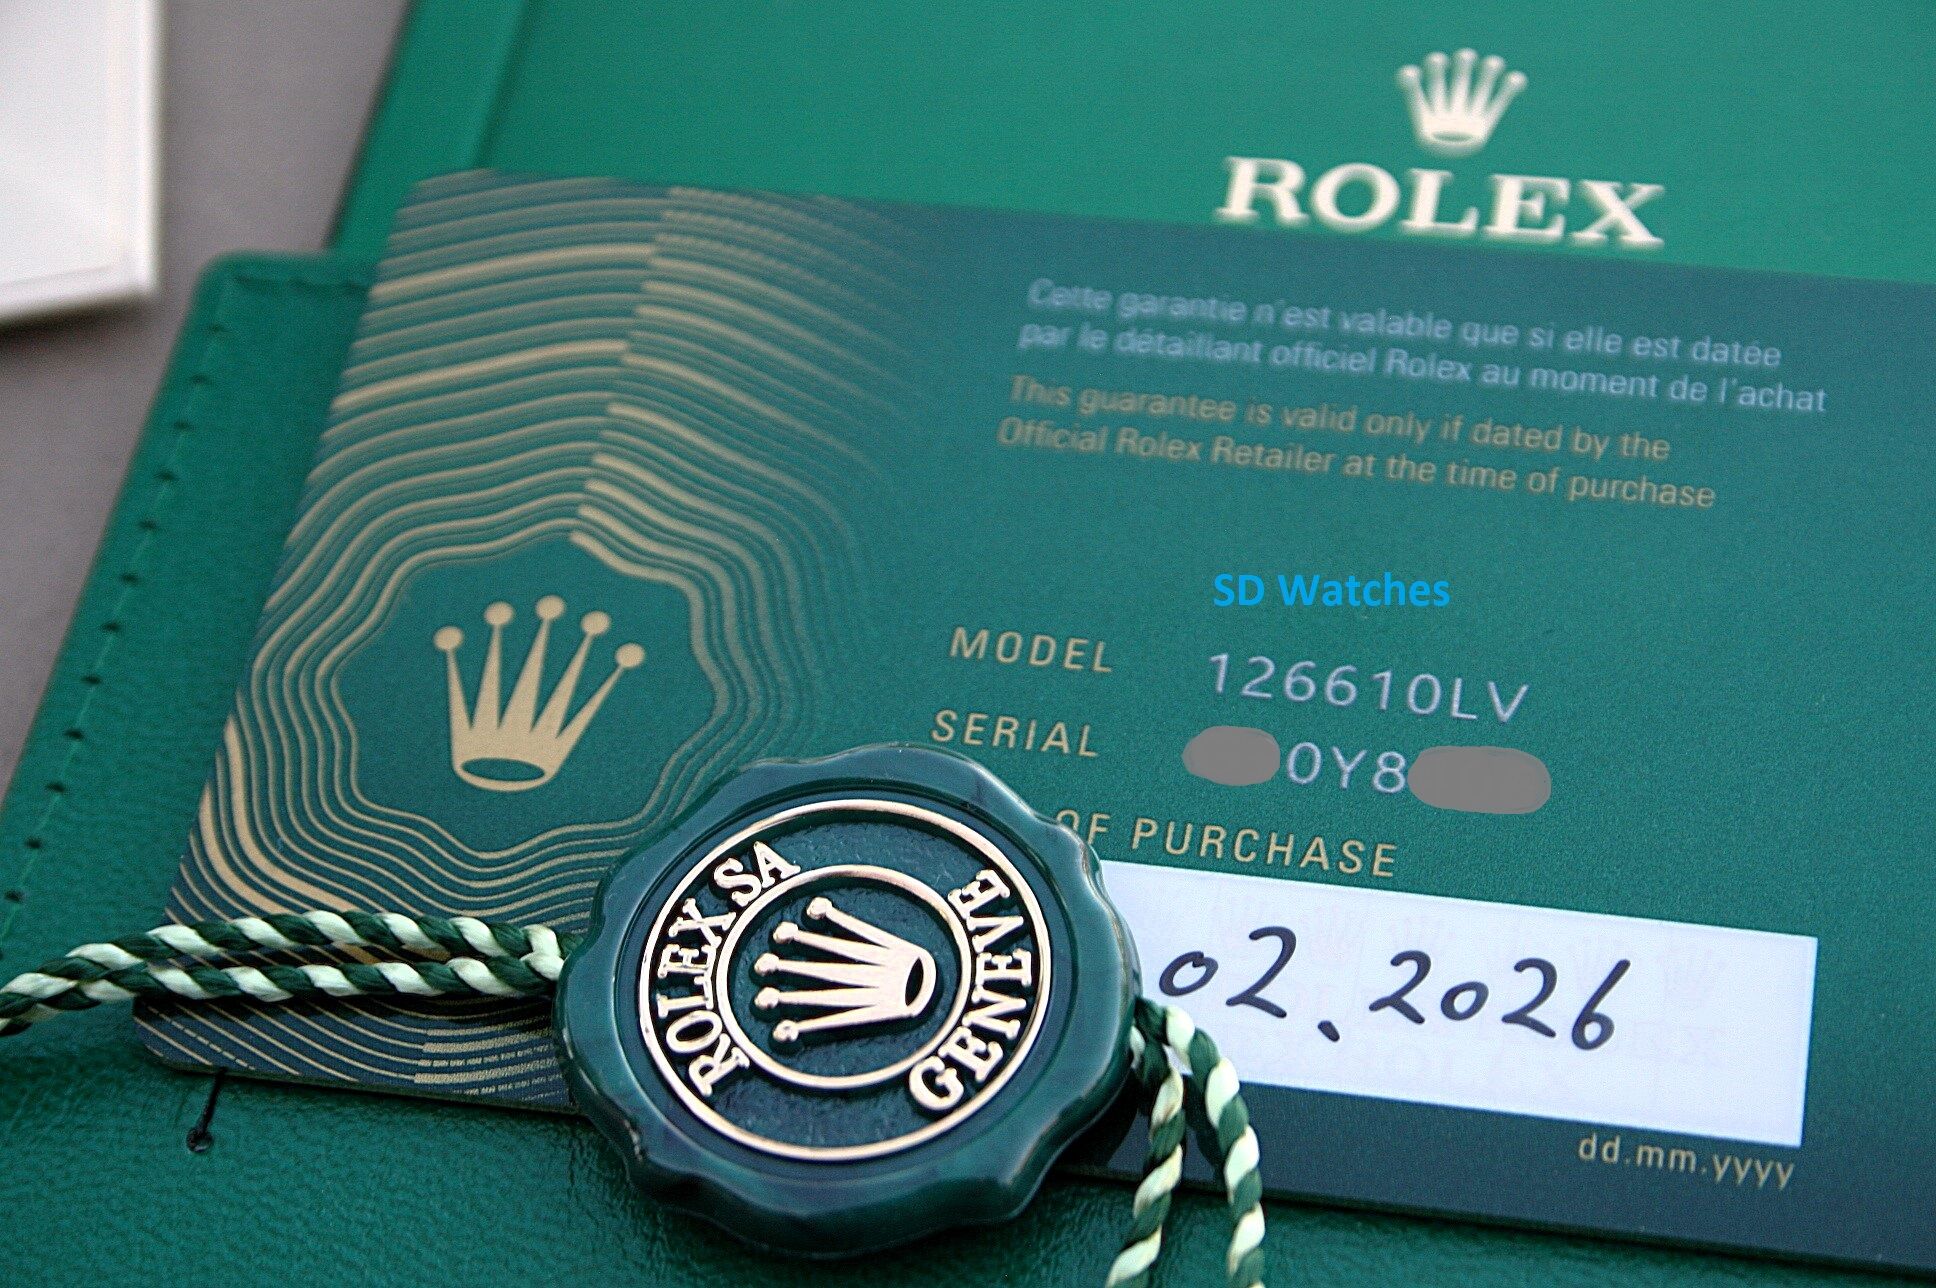 ROLEX
Cette garantie n'est valable que si elle est datée
par le détaillant officiel Rolex au moment de l'achat
This guarantee is valid only if dated by the
Official Rolex Retailer at the time of purchase
SD Watches
MODEL 126610LV
SERIAL 0Y8
OF PURCHASE
02.2026
dd.mm.yyyy
ROLEX SA
GENEVE